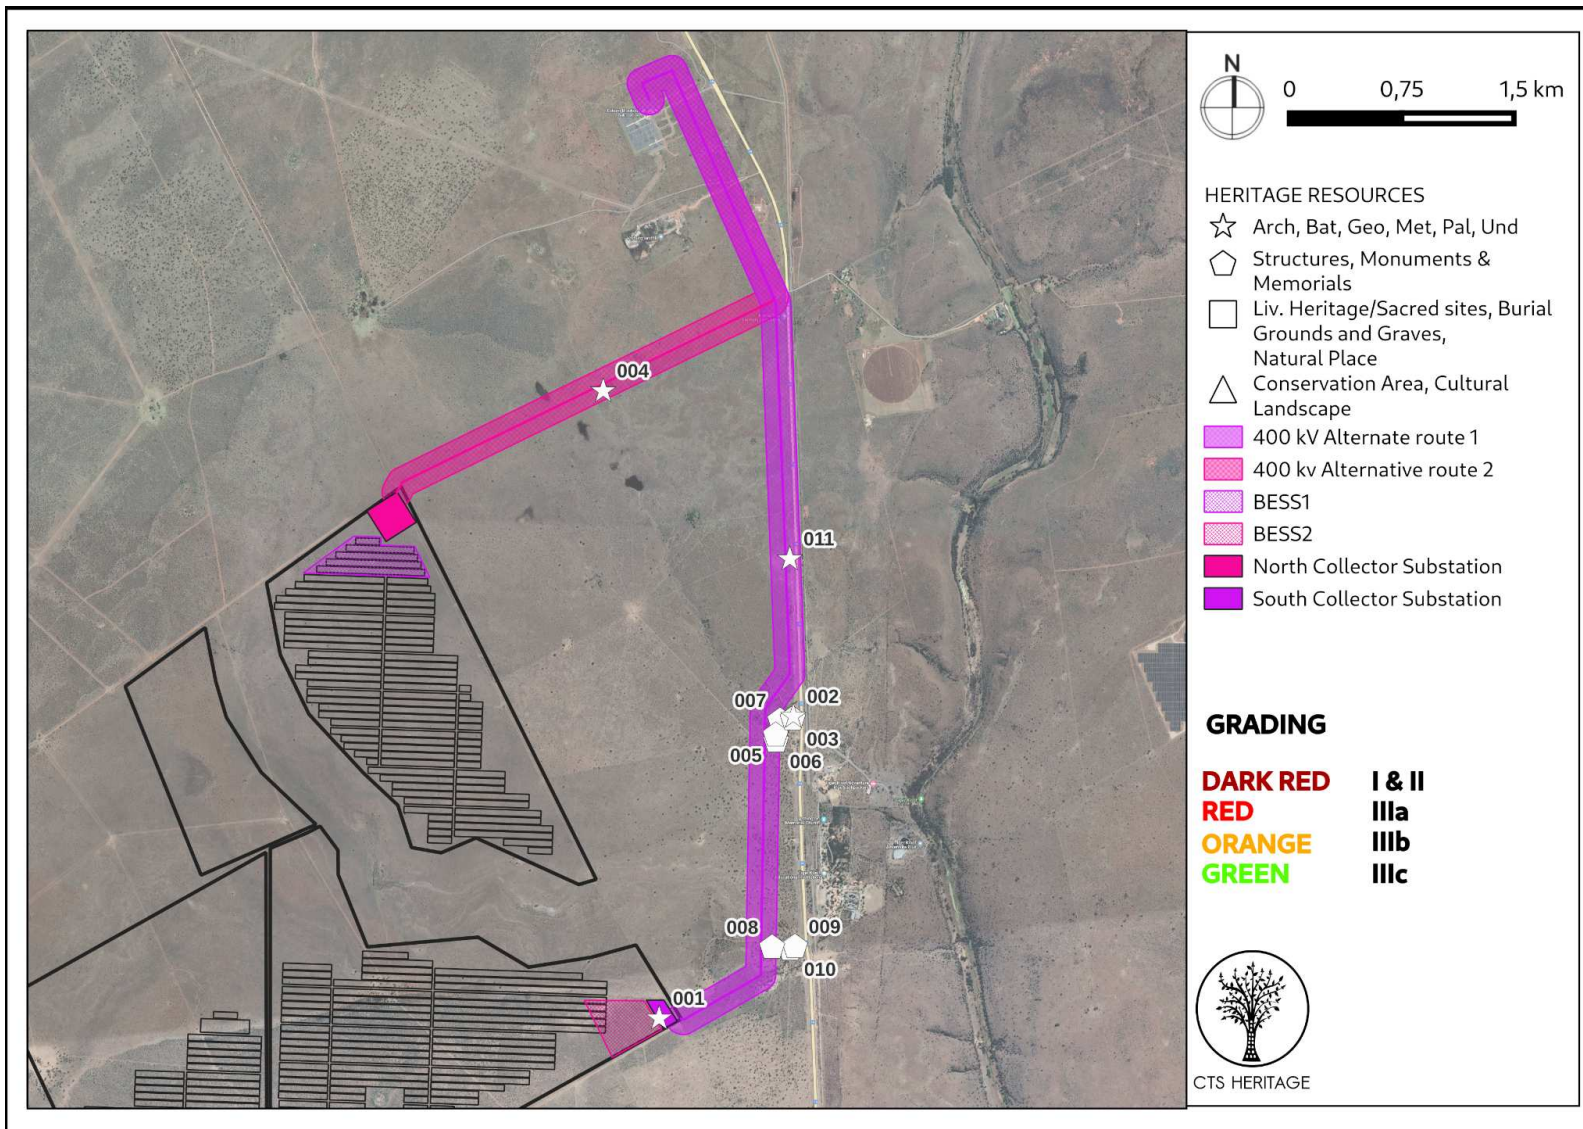 N
0 0,75 1,5 km
HERITAGE RESOURCES
Arch, Bat, Geo, Met, Pal, Und
Structures, Monuments &
Memorials
Liv. Heritage/Sacred sites, Burial
Grounds and Graves,
Natural Place
Conservation Area, Cultural
Landscape
400 kV Alternate route 1
400 kv Alternative route 2
BESS1
BESS2
North Collector Substation
South Collector Substation
GRADING
DARK RED I & II
RED IIIa
ORANGE IIIb
GREEN IIIc
CTS HERITAGE
004
011
007 002
003
005 006
008 009
010
001